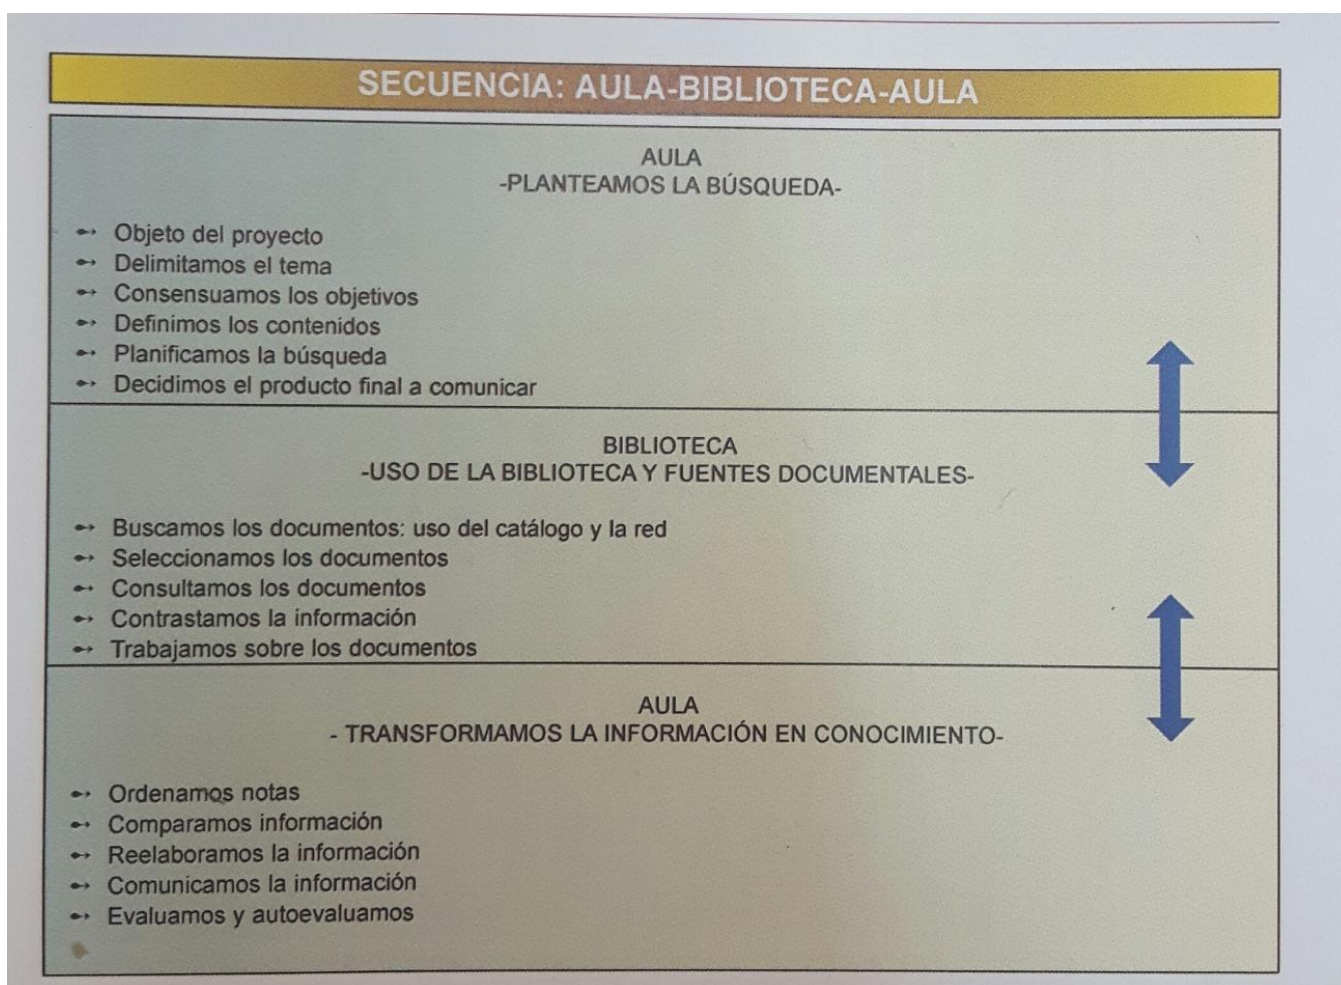 SECUENCIA: AULA-BIBLIOTECA-AULA
AULA
-PLANTEAMOS LA BÚSQUEDA-
Objeto del proyecto
Delimitamos el tema
Consensuamos los objetivos
Definimos los contenidos
Planificamos la búsqueda
Decidimos el producto final a comunicar
BIBLIOTECA
-USO DE LA BIBLIOTECA Y FUENTES DOCUMENTALES-
Buscamos los documentos: uso del catálogo y la red
Seleccionamos los documentos
Consultamos los documentos
Contrastamos la información
Trabajamos sobre los documentos
AULA
- TRANSFORMAMOS LA INFORMACIÓN EN CONOCIMIENTO-
Ordenamos notas
Comparamos información
Reelaboramos la información
Comunicamos la información
Evaluamos y autoevaluamos